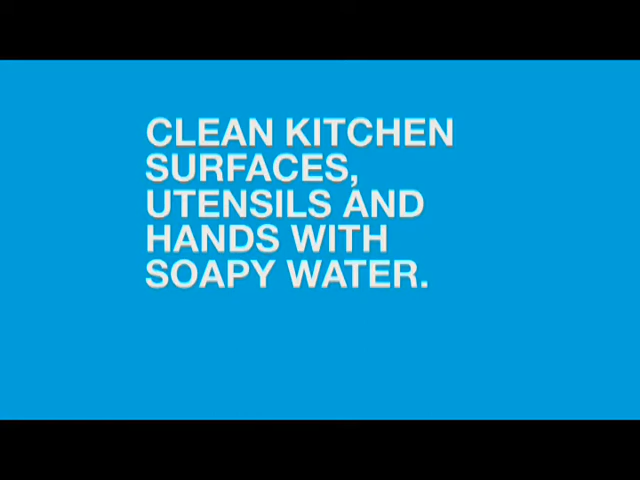 CLEAN KITCHEN
SURFACES,
UTENSILS AND
HANDS WITH
SOAPY WATER.